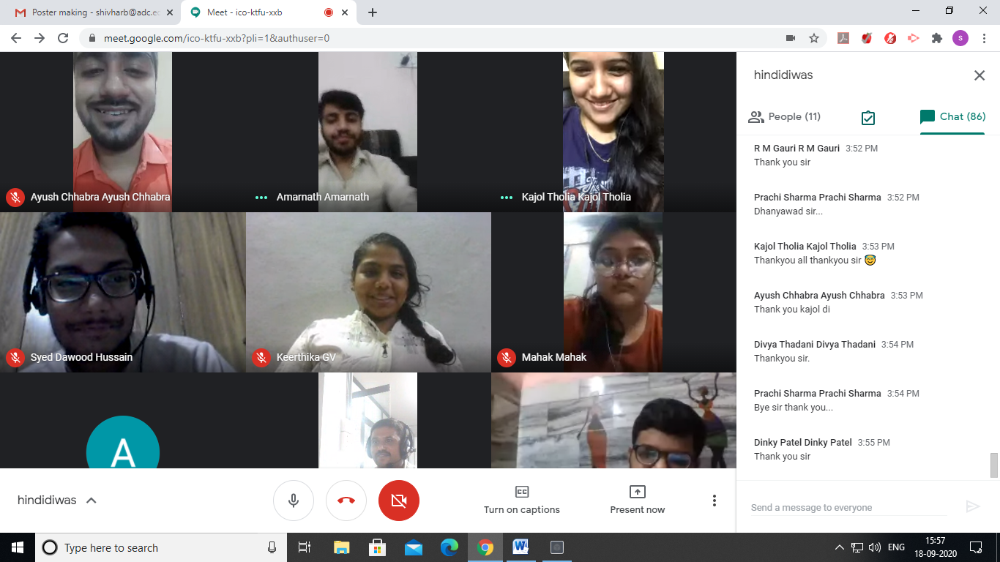 Poster making - shivharb@adc.ec
Meet - ico-ktfu-xxb
meet.google.com/ico-ktfu-xxb?pli=1&authuser=0
S
Ayush Chhabra Ayush Chhabra
Amarnath Amarnath
Kajol Tholia Kajol Tholia
Syed Dawood Hussain
Keerthika GV
Mahak Mahak
A
hindidiwas
People (11)
Chat (86)
R M Gauri R M Gauri 3:52 PM
Thank you sir
Prachi Sharma Prachi Sharma 3:52 PM
Dhanyawad sir...
Kajol Tholia Kajol Tholia 3:53 PM
Thankyou all thankyou sir 😇
Ayush Chhabra Ayush Chhabra 3:53 PM
Thank you kajol di
Divya Thadani Divya Thadani 3:54 PM
Thankyou sir.
Prachi Sharma Prachi Sharma 3:54 PM
Bye sir thank you...
Dinky Patel Dinky Patel 3:55 PM
Thank you sir
Send a message to everyone
hindidiwas
CC
Turn on captions
Present now
Type here to search
W
ENG
15:57
18-09-2020